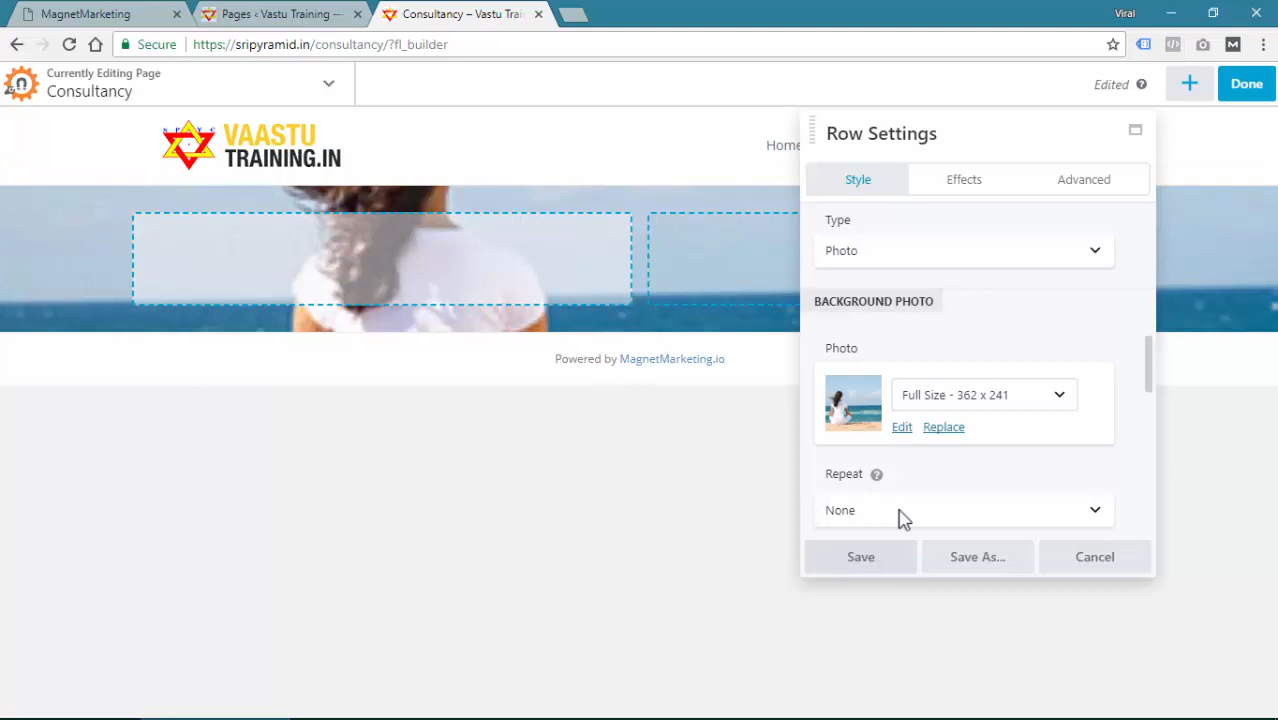 MagnetMarketing
Pages ‹ Vastu Training —
Consultancy – Vastu Trai
Viral
Secure
https://sripyramid.in/consultancy/?fl_builder
M
Currently Editing Page
Consultancy
Edited
Done
S P Y C
VAASTU
TRAINING.IN
Home
Row Settings
Style
Effects
Advanced
Type
Photo
BACKGROUND PHOTO
Photo
Full Size - 362 x 241
Edit Replace
Repeat
None
Save
Save As...
Cancel
Powered by MagnetMarketing.io